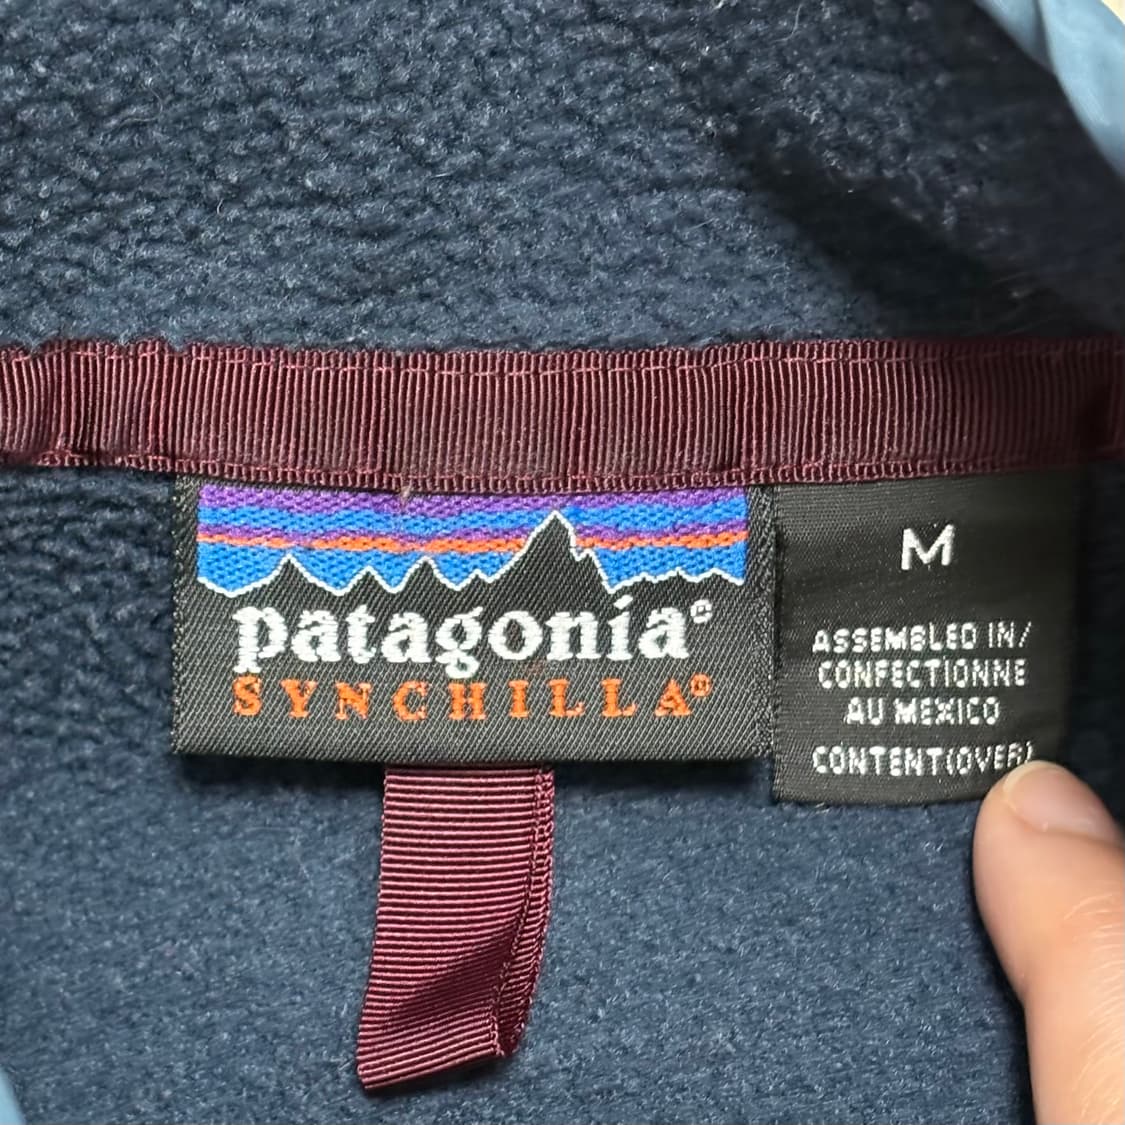 patagonia®
SYNCHILLA®
M
ASSEMBLED IN/
CONFECTIONNE
AU MEXICO
CONTENT(OVER)